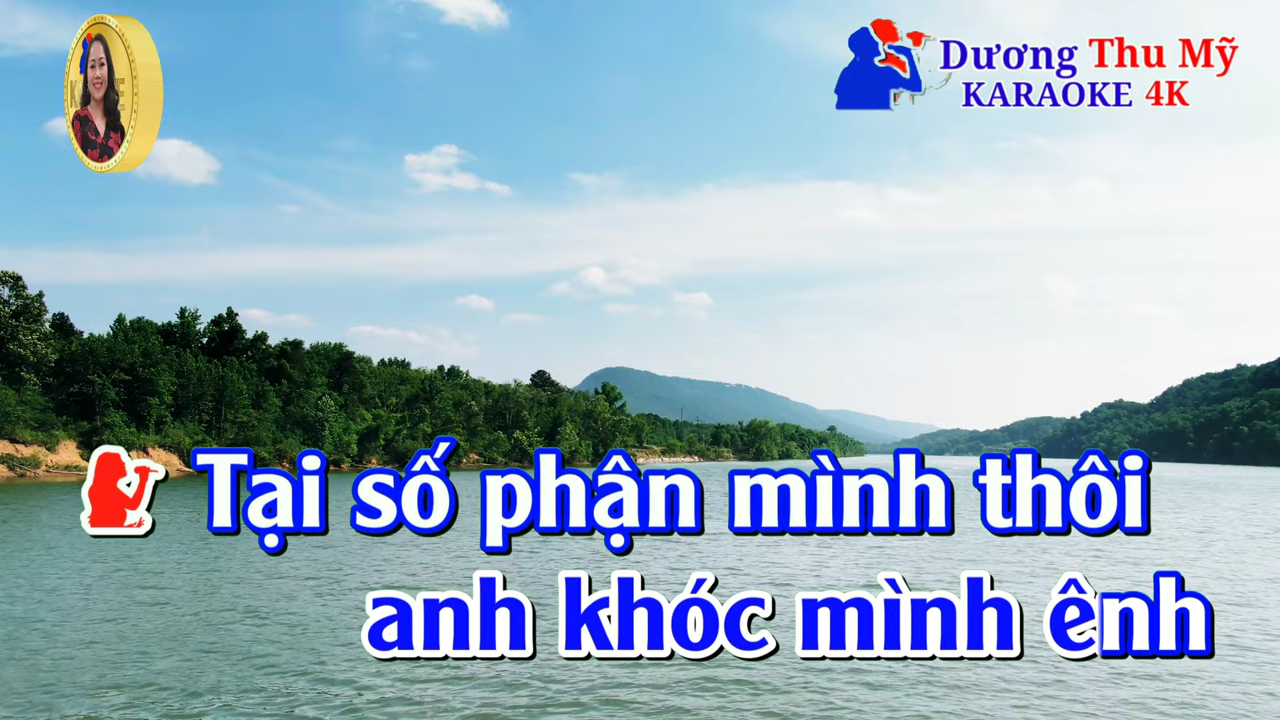 Dương Thu Mỹ
KARAOKE 4K
Tại số phận mình thôi
anh khóc mình ênh